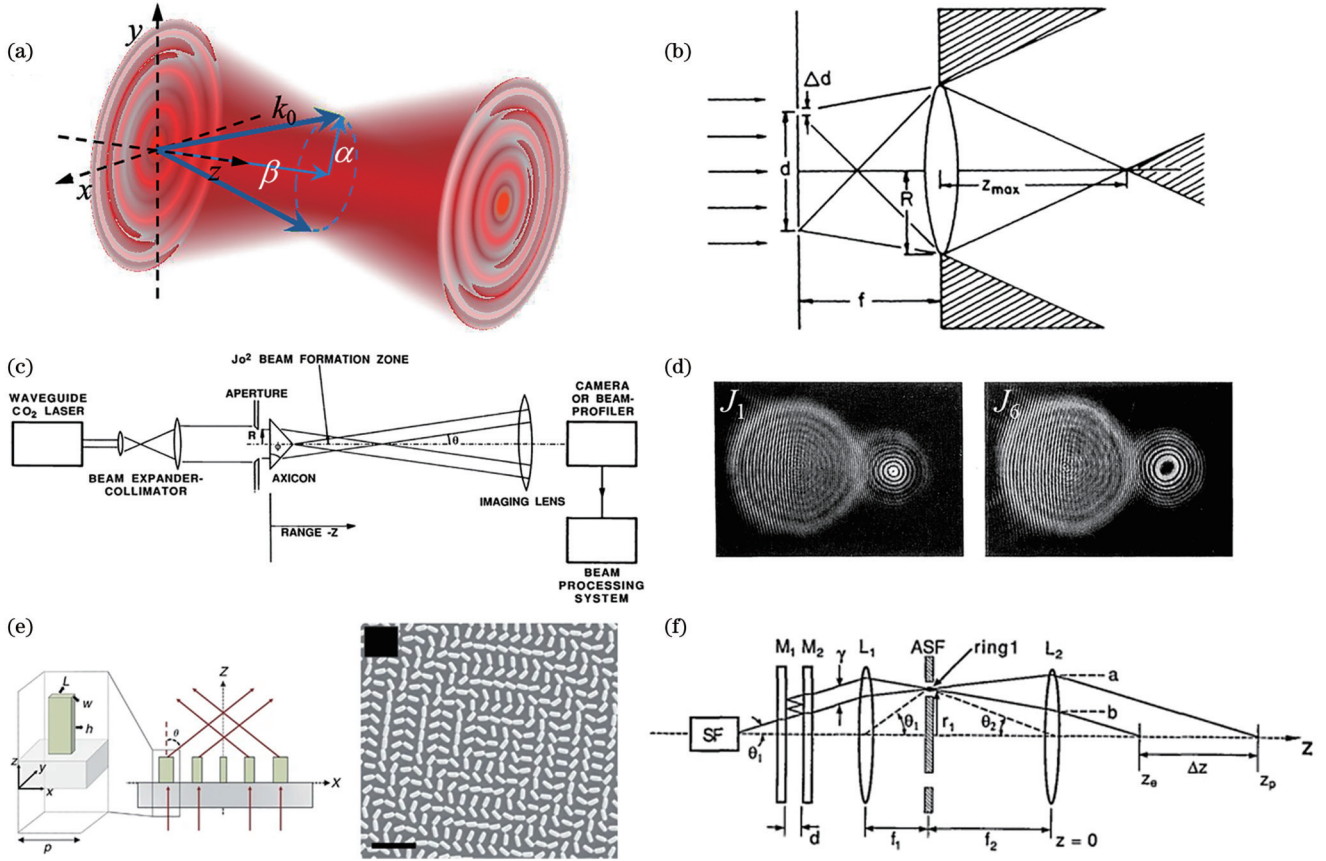 (a)
y
k₀
α
β
z
x
(b)
Δd
d
R
z max
f
(c)
Jo² BEAM FORMATION ZONE
WAVEGUIDE
CO₂ LASER
APERTURE
CAMERA
OR BEAM-
PROFILER
R
ϕ
θ
BEAM EXPANDER-
COLLIMATOR
AXICON
IMAGING LENS
RANGE -Z
BEAM
PROCESSING
SYSTEM
(d)
J₁
J₆
(e)
L
w
h
z
y
x
p
Z
θ
X
(f)
M₁ M₂ L₁ ASF ring1 L₂
γ
a
b
SF
θ₁
θ₁
r₁
θ₂
Z
zₑ
Δz
zₚ
d
f₁
f₂
z = 0